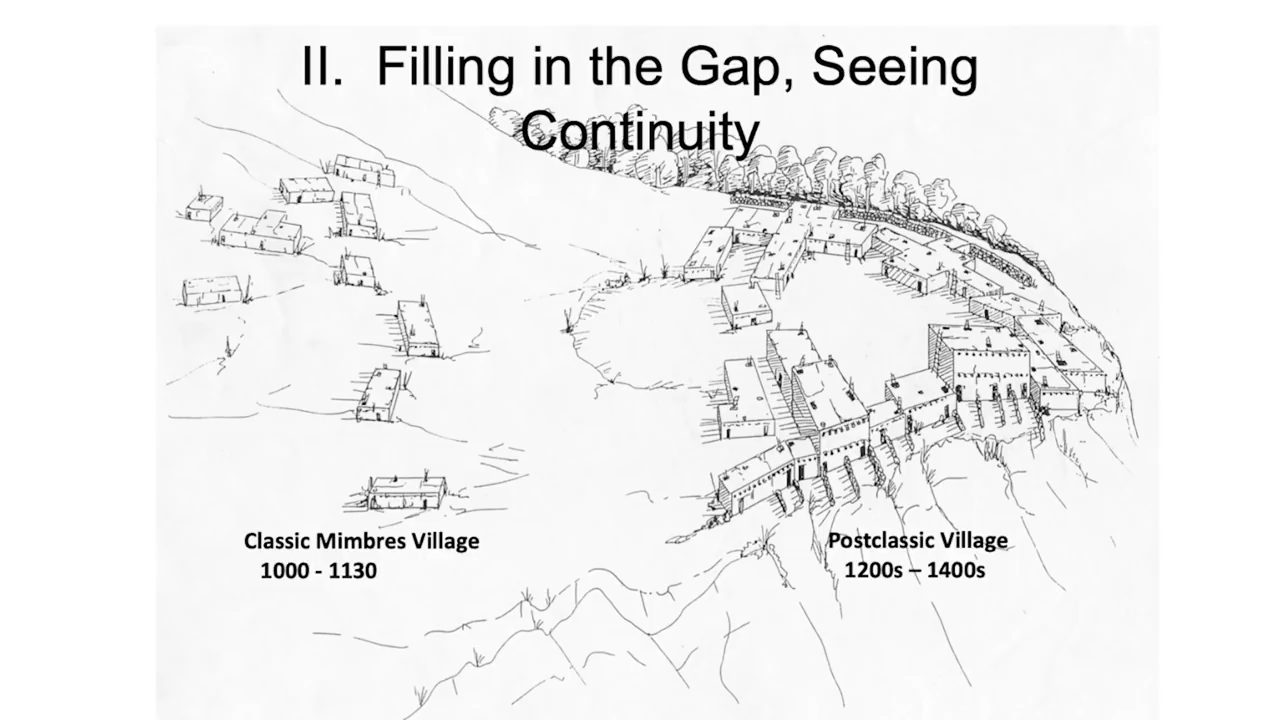 II. Filling in the Gap, Seeing
Continuity
Classic Mimbres Village
1000 - 1130
Postclassic Village
1200s – 1400s